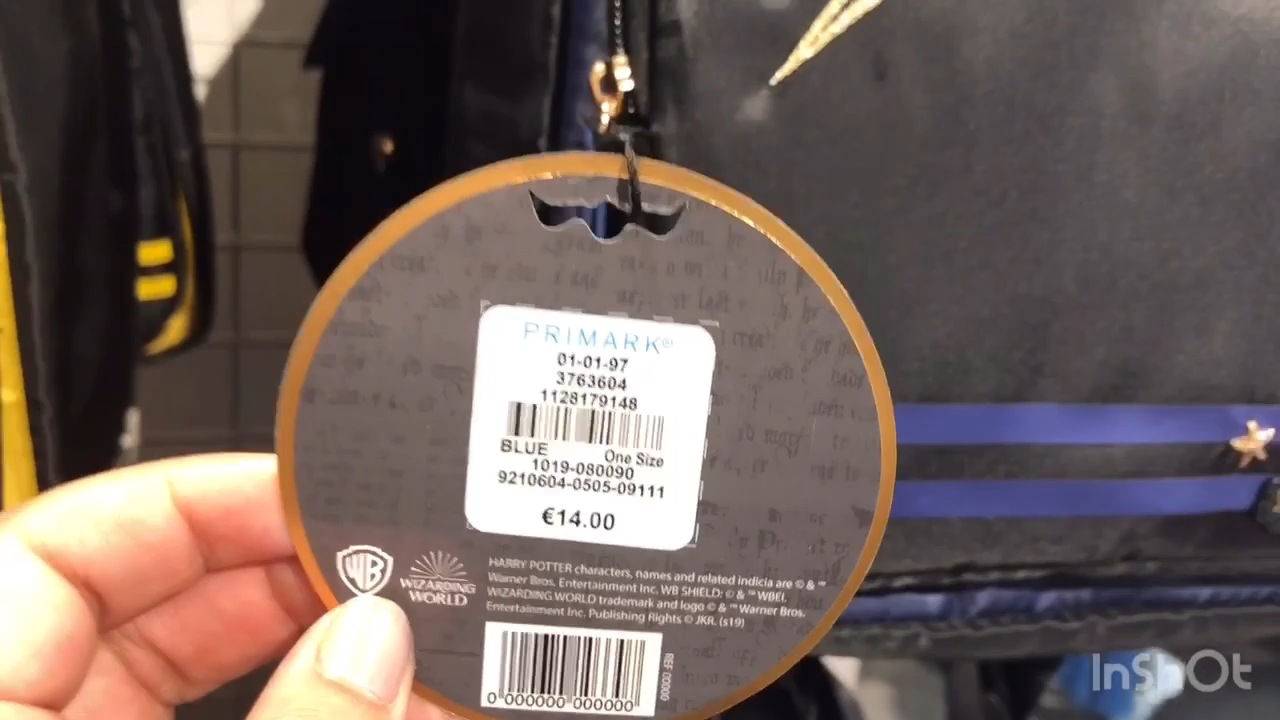 PRIMARK®
01-01-97
3763604
1128179148
BLUE One Size
1019-080090
9210604-0505-09111
€14.00
WB
WIZARDING
WORLD
HARRY POTTER characters, names and related indicia are © & ™
Warner Bros. Entertainment Inc. WB SHIELD: © & ™ WBEI.
WIZARDING WORLD trademark and logo © & ™ Warner Bros.
Entertainment Inc. Publishing Rights © JKR. (s19)
0 000000 000000
REF 00000
InShOt